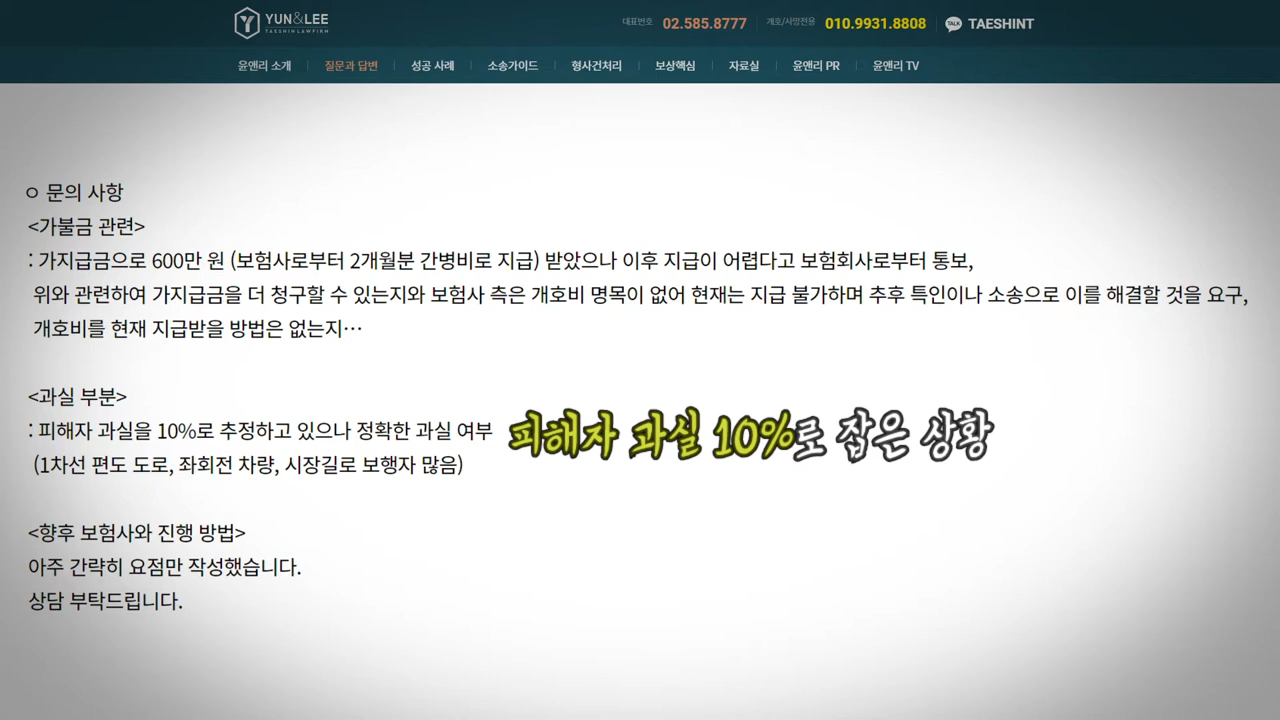 YUN&LEE
TAESHIN LAWFIRM
대표번호 02.585.8777 개호/사망전용 010.9931.8808 TALK TAESHINT
윤앤리 소개 질문과 답변 성공 사례 소송가이드 형사건처리 보상핵심 자료실 윤앤리 PR 윤앤리 TV
ㅇ 문의 사항
<가불금 관련>
: 가지급금으로 600만 원 (보험사로부터 2개월분 간병비로 지급) 받았으나 이후 지급이 어렵다고 보험회사로부터 통보,
위와 관련하여 가지급금을 더 청구할 수 있는지와 보험사 측은 개호비 명목이 없어 현재는 지급 불가하며 추후 특인이나 소송으로 이를 해결할 것을 요구,
개호비를 현재 지급받을 방법은 없는지…
<과실 부분>
: 피해자 과실을 10%로 추정하고 있으나 정확한 과실 여부
피해자 과실 10%로 잡은 상황
(1차선 편도 도로, 좌회전 차량, 시장길로 보행자 많음)
<향후 보험사와 진행 방법>
아주 간략히 요점만 작성했습니다.
상담 부탁드립니다.